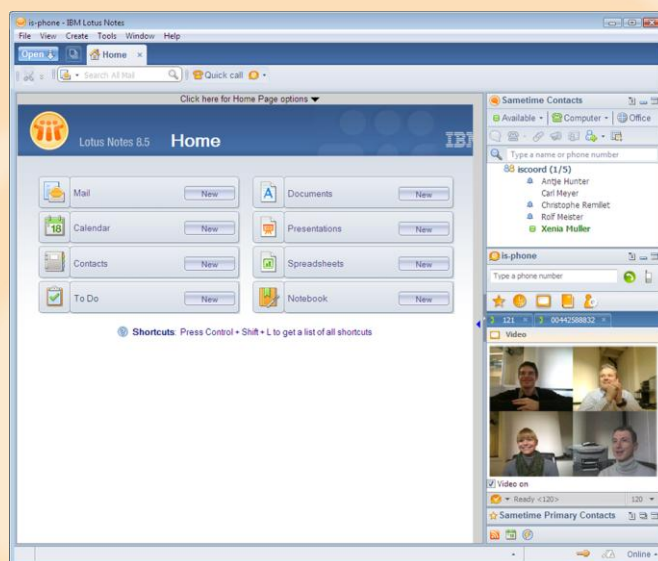 is-phone - IBM Lotus Notes
File View Create Tools Window Help
Open
Home ×
Search All Mail
Quick call
Click here for Home Page options ▼
Lotus Notes 8.5 Home IBM
Mail New
Documents New
Calendar New
18
Presentations New
Contacts New
Spreadsheets New
To Do New
Notebook New
Shortcuts: Press Control + Shift + L to get a list of all shortcuts
Sametime Contacts
Available Computer Office
Type a name or phone number
iscoord (1/5)
Antje Hunter
Carl Meyer
Christophe Remillet
Rolf Meister
Xenia Muller
is-phone
Type a phone number
121 × 00442588832 ×
Video
Video on
Ready <120> 120
Sametime Primary Contacts
Online